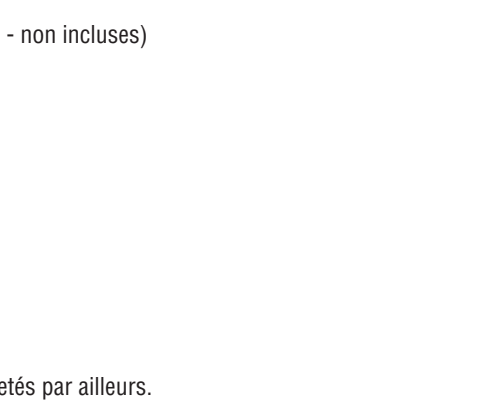 - non incluses)
etés par ailleurs.